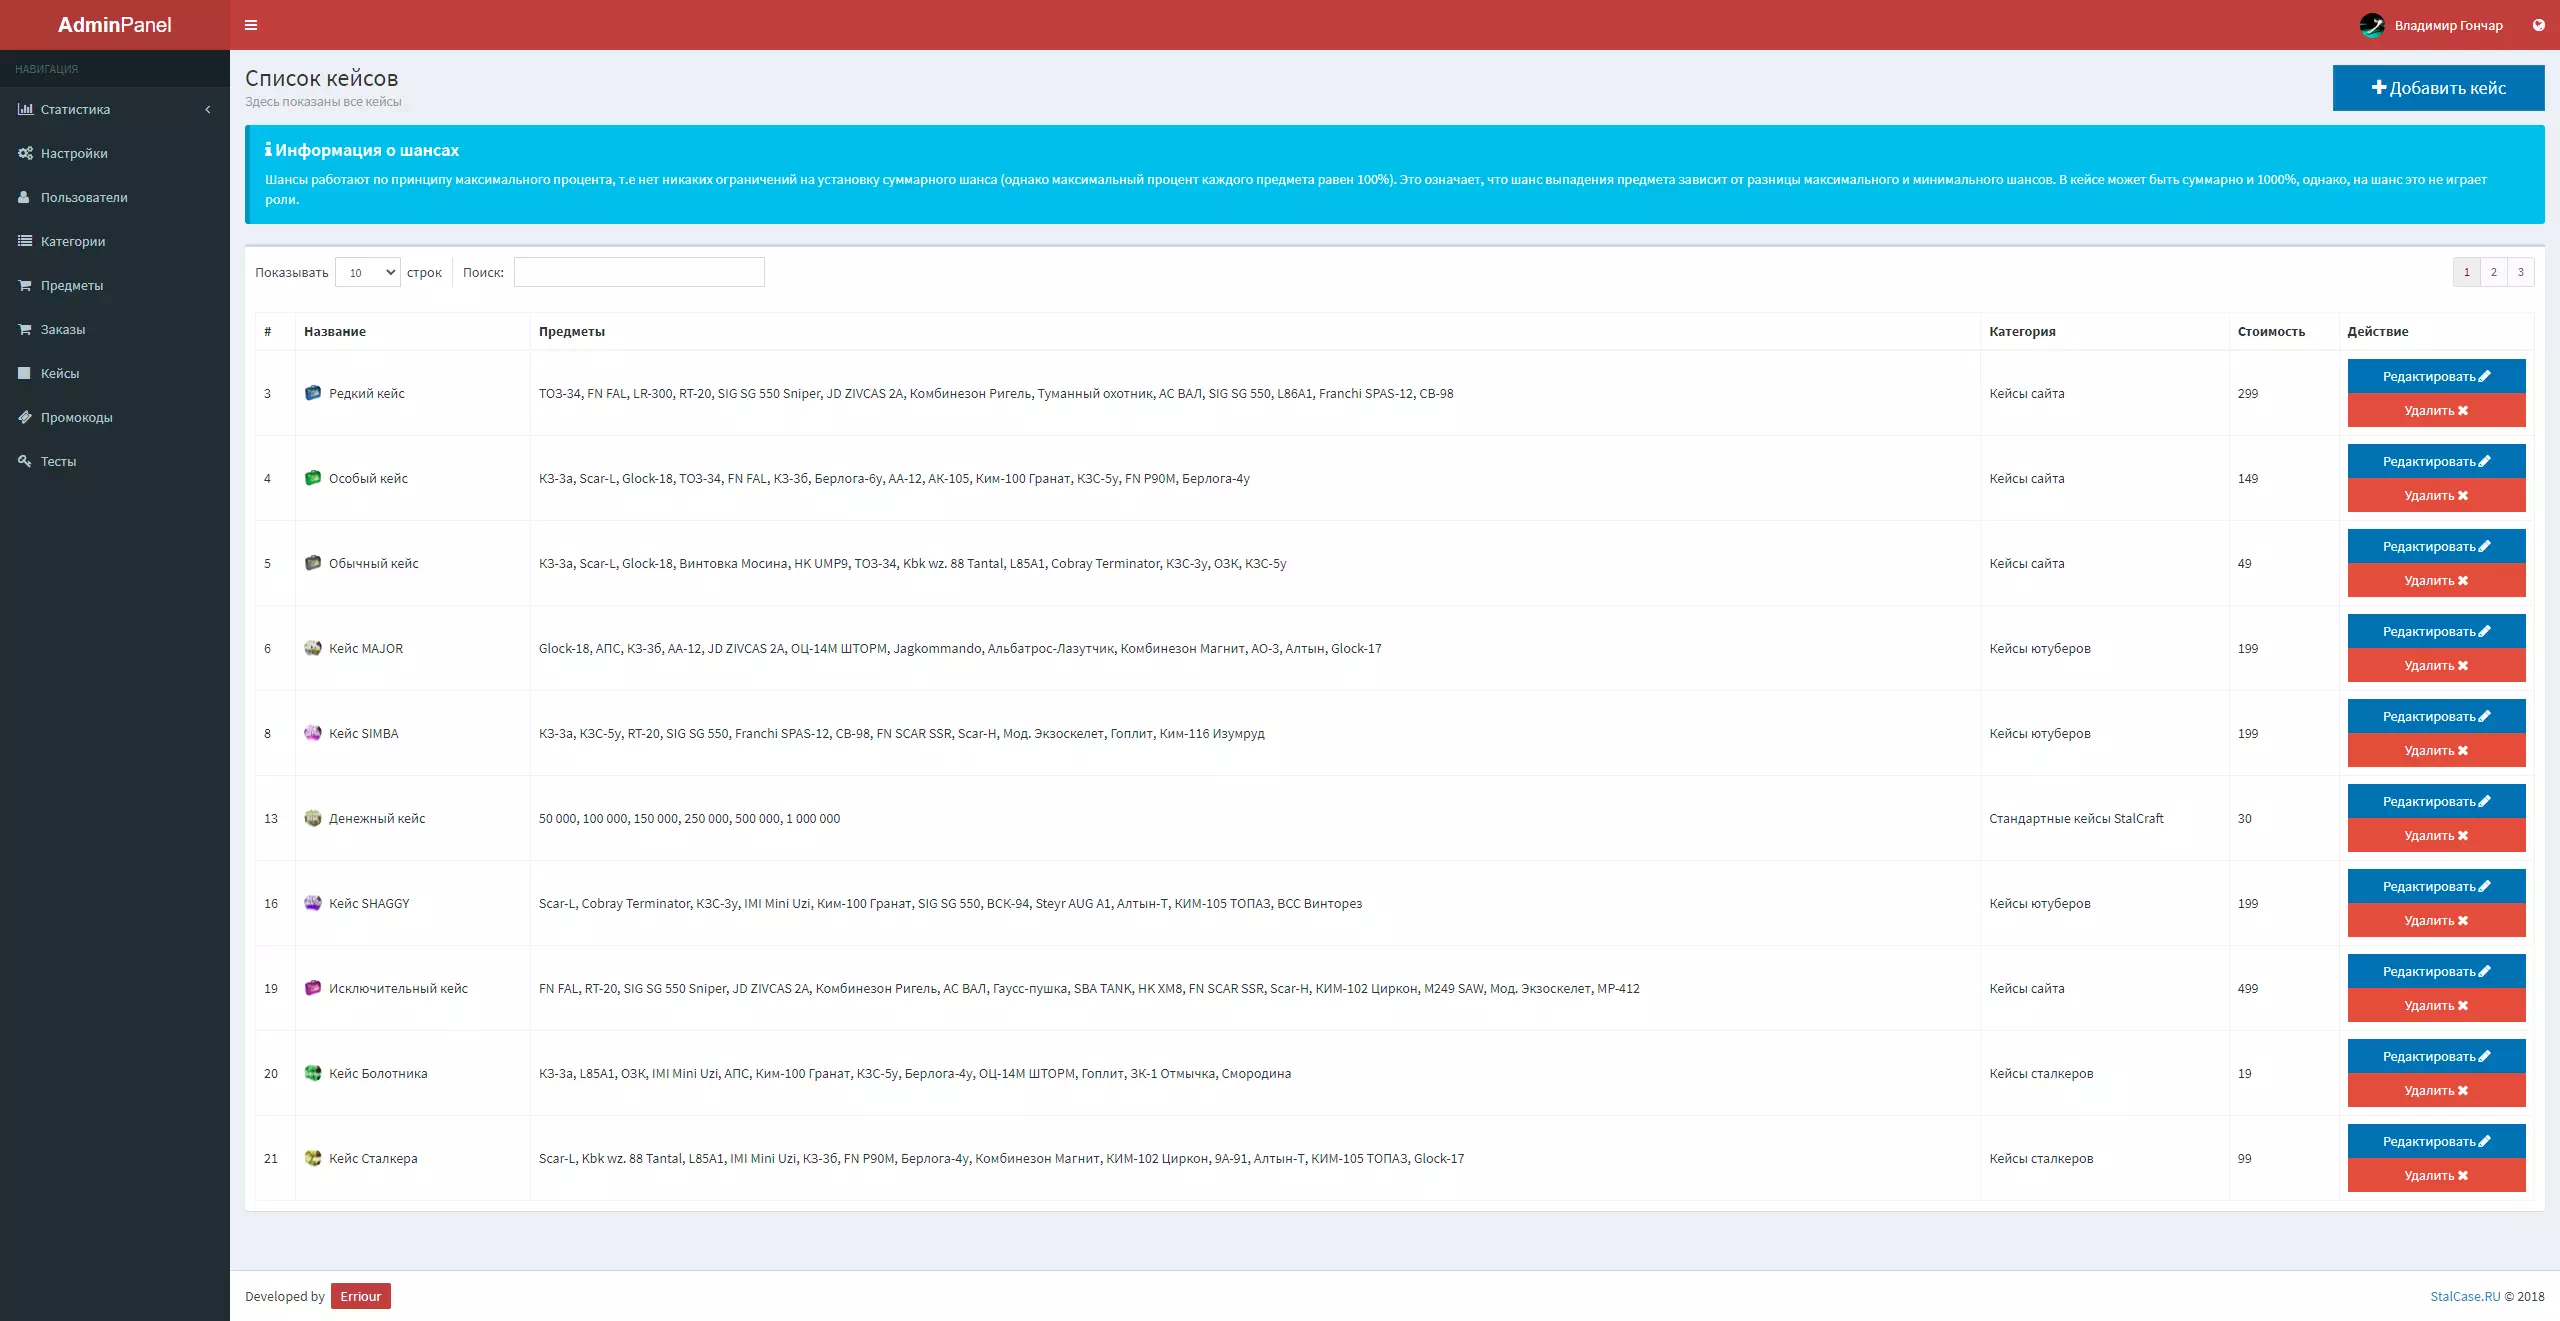 AdminPanel
Владимир Гончар
НАВИГАЦИЯ
Статистика
Настройки
Пользователи
Категории
Предметы
Заказы
Кейсы
Промокоды
Тесты
Список кейсов
Здесь показаны все кейсы
Добавить кейс
Информация о шансах
Шансы работают по принципу максимального процента, т.е нет никаких ограничений на установку суммарного шанса (однако максимальный процент каждого предмета равен 100%). Это означает, что шанс выпадения предмета зависит от разницы максимального и минимального шансов. В кейсе может быть суммарно и 1000%, однако, на шанс это не играет
роли.
Показывать 10 строк Поиск: 1 2 3
# Название Предметы Категория Стоимость Действие
3 Редкий кейс ТОЗ-34, FN FAL, LR-300, RT-20, SIG SG 550 Sniper, JD ZIVCAS 2A, Комбинезон Ригель, Туманный охотник, АС ВАЛ, SIG SG 550, L86A1, Franchi SPAS-12, СВ-98 Кейсы сайта 299 Редактировать
Удалить
4 Особый кейс КЗ-3а, Scar-L, Glock-18, ТОЗ-34, FN FAL, КЗ-3б, Берлога-6у, АА-12, АК-105, Ким-100 Гранат, КЗС-5у, FN P90M, Берлога-4у Кейсы сайта 149 Редактировать
Удалить
5 Обычный кейс КЗ-3а, Scar-L, Glock-18, Винтовка Мосина, HK UMP9, ТОЗ-34, Kbk wz. 88 Tantal, L85A1, Cobray Terminator, КЗС-3у, ОЗК, КЗС-5у Кейсы сайта 49 Редактировать
Удалить
6 Кейс MAJOR Glock-18, АПС, КЗ-3б, АА-12, JD ZIVCAS 2A, ОЦ-14М ШТОРМ, Jagkommando, Альбатрос-Лазутчик, Комбинезон Магнит, АО-3, Алтын, Glock-17 Кейсы ютуберов 199 Редактировать
Удалить
8 Кейс SIMBA КЗ-3а, КЗС-5у, RT-20, SIG SG 550, Franchi SPAS-12, СВ-98, FN SCAR SSR, Scar-H, Мод. Экзоскелет, Гоплит, Ким-116 Изумруд Кейсы ютуберов 199 Редактировать
Удалить
13 Денежный кейс 50 000, 100 000, 150 000, 250 000, 500 000, 1 000 000 Стандартные кейсы StalCraft 30 Редактировать
Удалить
16 Кейс SHAGGY Scar-L, Cobray Terminator, КЗС-3у, IMI Mini Uzi, Ким-100 Гранат, SIG SG 550, ВСК-94, Steyr AUG A1, Алтын-Т, КИМ-105 ТОПАЗ, ВСС Винторез Кейсы ютуберов 199 Редактировать
Удалить
19 Исключительный кейс FN FAL, RT-20, SIG SG 550 Sniper, JD ZIVCAS 2A, Комбинезон Ригель, АС ВАЛ, Гаусс-пушка, SBA TANK, HK XM8, FN SCAR SSR, Scar-H, КИМ-102 Циркон, M249 SAW, Мод. Экзоскелет, МР-412 Кейсы сайта 499 Редактировать
Удалить
20 Кейс Болотника КЗ-3а, L85A1, ОЗК, IMI Mini Uzi, АПС, Ким-100 Гранат, КЗС-5у, Берлога-4у, ОЦ-14М ШТОРМ, Гоплит, ЗК-1 Отмычка, Смородина Кейсы сталкеров 19 Редактировать
Удалить
21 Кейс Сталкера Scar-L, Kbk wz. 88 Tantal, L85A1, IMI Mini Uzi, КЗ-3б, FN P90M, Берлога-4у, Комбинезон Магнит, КИМ-102 Циркон, 9А-91, Алтын-Т, КИМ-105 ТОПАЗ, Glock-17 Кейсы сталкеров 99 Редактировать
Удалить
Developed by Erriour
StalCase.RU © 2018